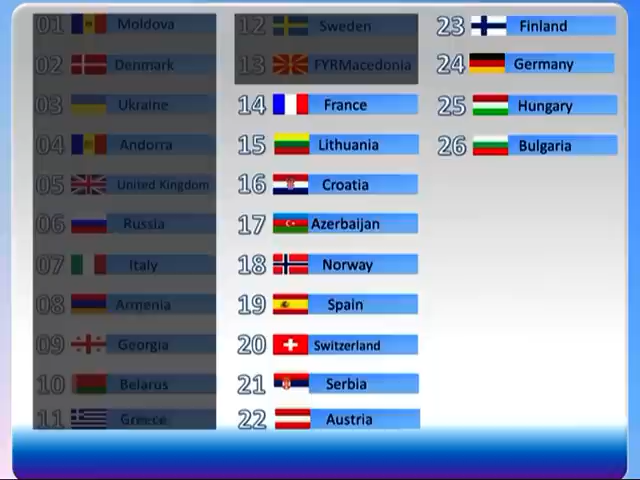 01 Moldova
02 Denmark
03 Ukraine
04 Andorra
05 United Kingdom
06 Russia
07 Italy
08 Armenia
09 Georgia
10 Belarus
11 Greece
12 Sweden
13 FYRMacedonia
14 France
15 Lithuania
16 Croatia
17 Azerbaijan
18 Norway
19 Spain
20 Switzerland
21 Serbia
22 Austria
23 Finland
24 Germany
25 Hungary
26 Bulgaria